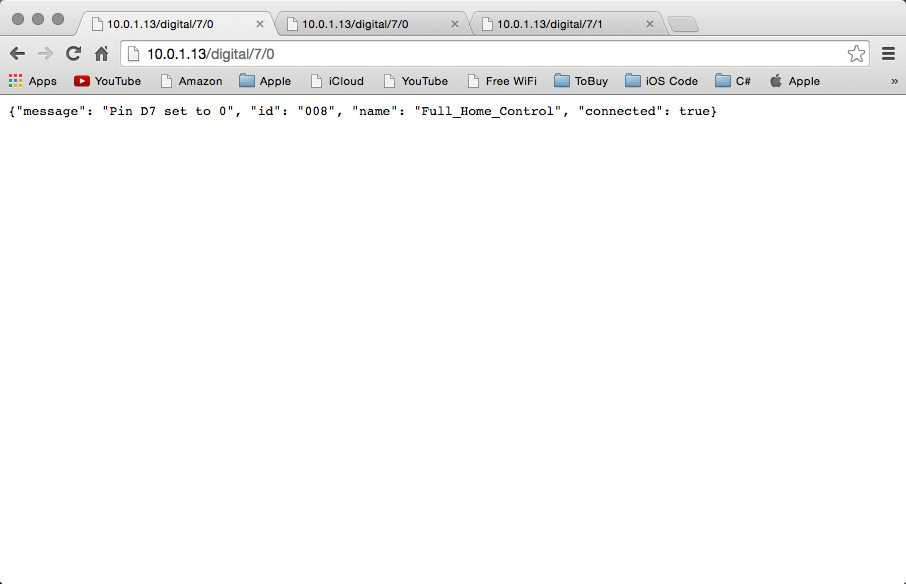 10.0.1.13/digital/7/0 10.0.1.13/digital/7/0 10.0.1.13/digital/7/1
10.0.1.13/digital/7/0
Apps YouTube Amazon Apple iCloud YouTube Free WiFi ToBuy iOS Code C# Apple »
{"message": "Pin D7 set to 0", "id": "008", "name": "Full_Home_Control", "connected": true}